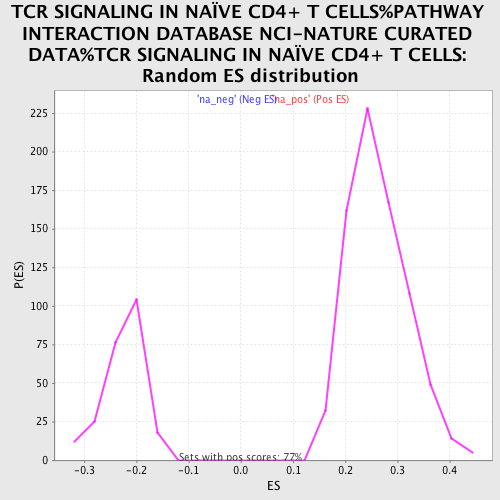 TCR SIGNALING IN NAÏVE CD4+ T CELLS%PATHWAY
INTERACTION DATABASE NCI-NATURE CURATED
DATA%TCR SIGNALING IN NAÏVE CD4+ T CELLS:
Random ES distribution
'na_neg' (Neg ES) 'na_pos' (Pos ES)
225
200
175
150
125
100
75
50
25
0
P(ES)
Sets with pos scores: 77%
-0.3 -0.2 -0.1 0.0 0.1 0.2 0.3 0.4
ES